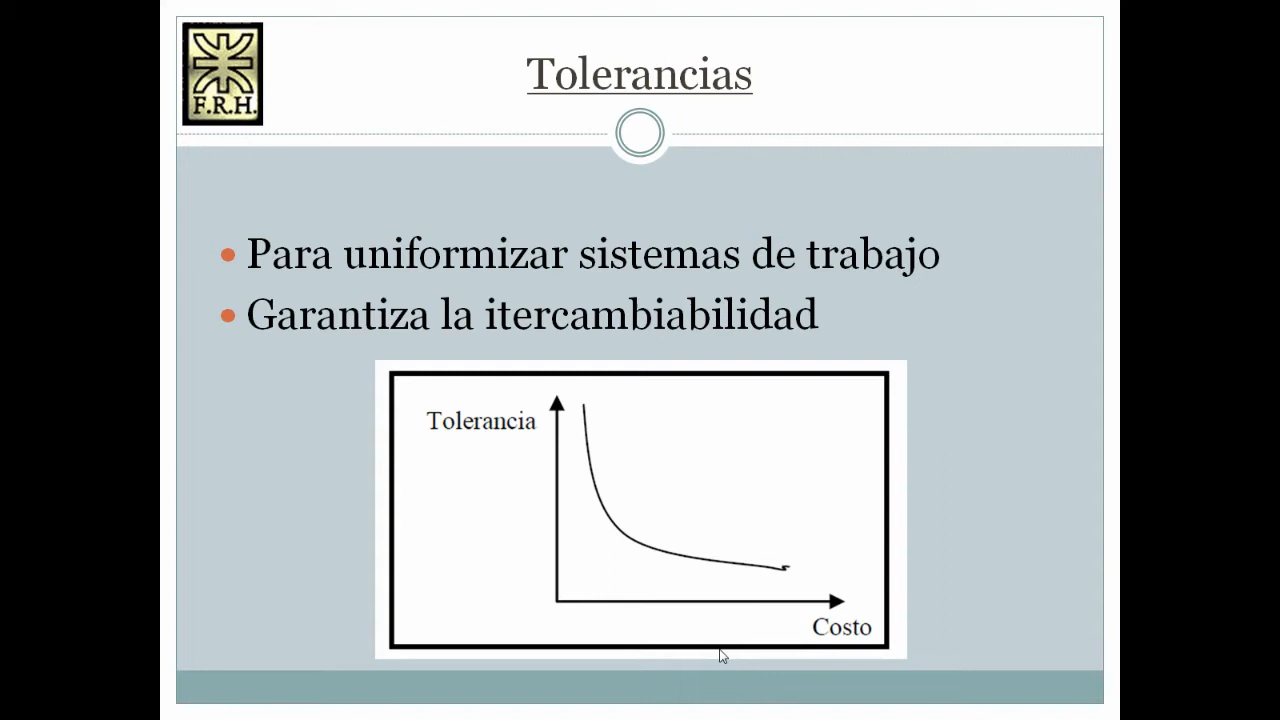 F.R.H.
Tolerancias
Para uniformizar sistemas de trabajo
Garantiza la itercambiabilidad
Tolerancia
Costo